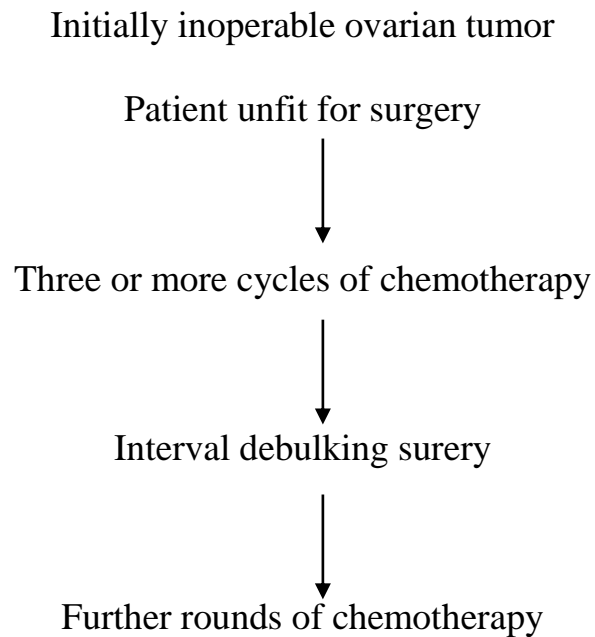 Initially inoperable ovarian tumor
Patient unfit for surgery
Three or more cycles of chemotherapy
Interval debulking surery
Further rounds of chemotherapy